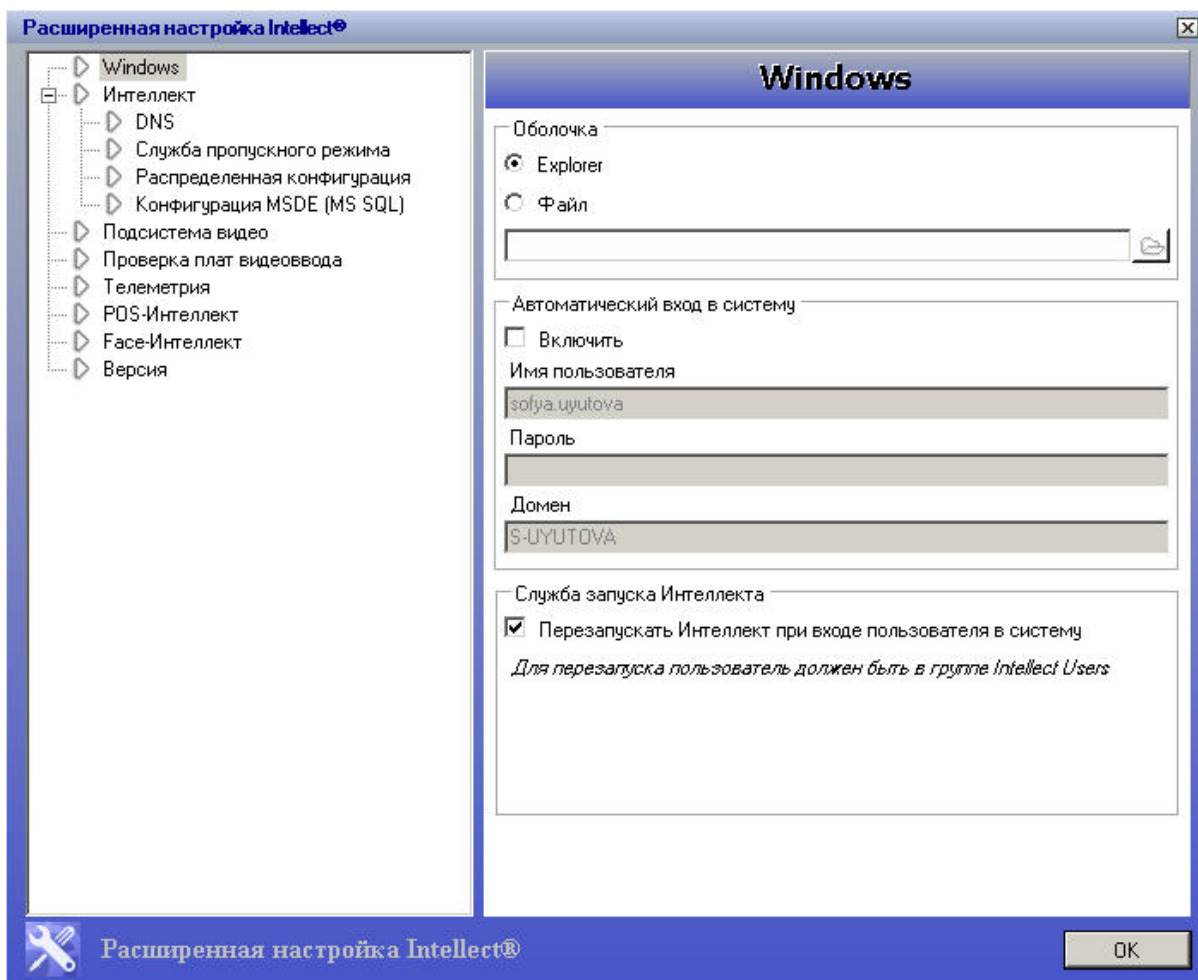 Расширенная настройка Intellect®
Windows
Интеллект
DNS
Служба пропускного режима
Распределенная конфигурация
Конфигурация MSDE (MS SQL)
Подсистема видео
Проверка плат видеоввода
Телеметрия
POS-Интеллект
Face-Интеллект
Версия
Windows
Оболочка
Explorer
Файл
Автоматический вход в систему
Включить
Имя пользователя
sofya.uyutova
Пароль
Домен
S-UYUTOVA
Служба запуска Интеллекта
Перезапускать Интеллект при входе пользователя в систему
Для перезапуска пользователь должен быть в группе Intellect Users
Расширенная настройка Intellect®
OK